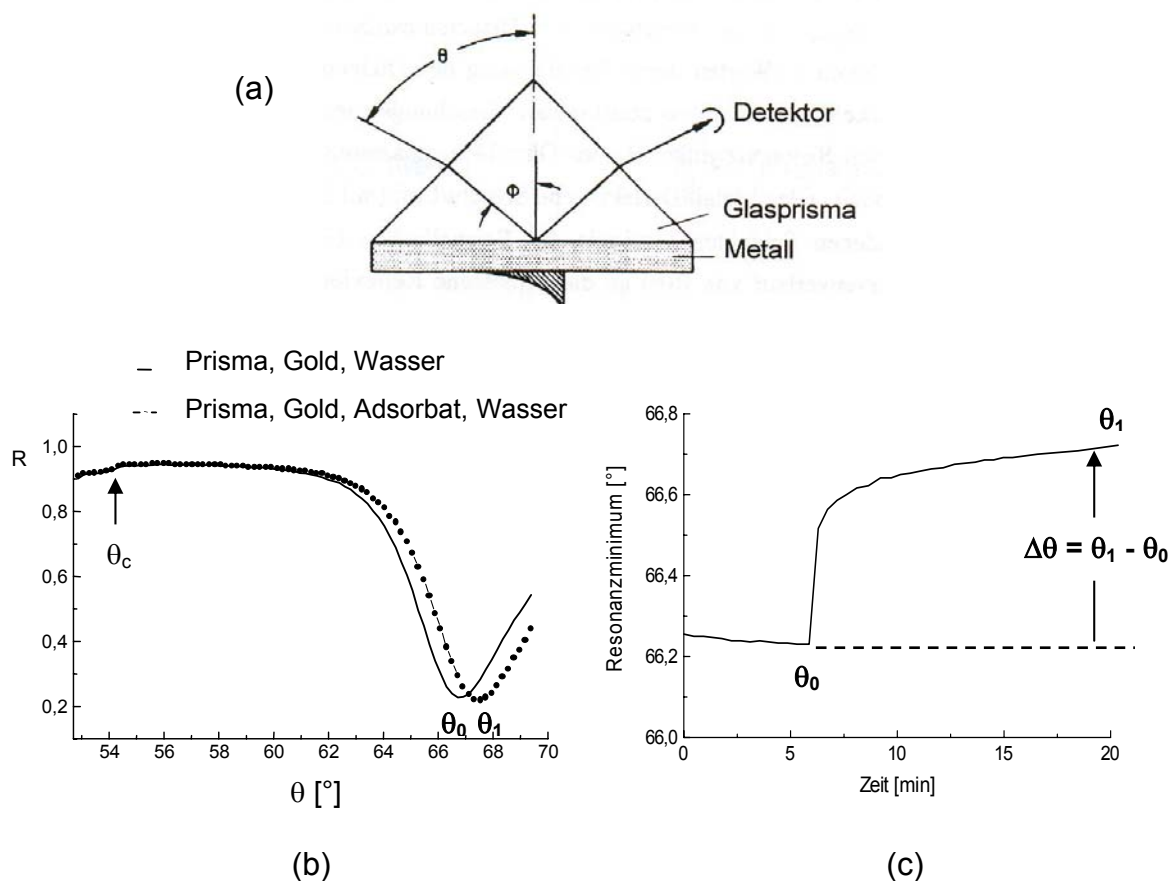 (a)
θ
Detektor
Φ
Glasprisma
Metall
Prisma, Gold, Wasser
Prisma, Gold, Adsorbat, Wasser
R
1,0
0,8
0,6
0,4
0,2
θc
θ0 θ1
54 56 58 60 62 64 66 68 70
θ [°]
(b)
Resonanzminimum [°]
66,8
66,6
66,4
66,2
66,0
θ1
Δθ = θ1 - θ0
θ0
0 5 10 15 20
Zeit [min]
(c)